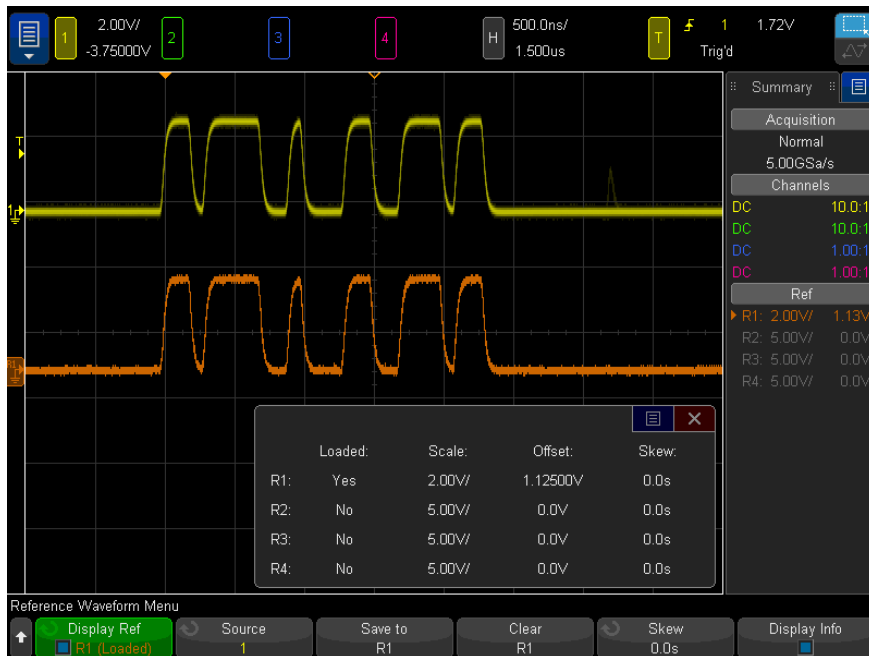 1 2.00V/ -3.75000V 2 3 4 H 500.0ns/ 1.500us T 1 1.72V Trig'd
Summary
T
Acquisition
Normal
5.00GSa/s
Channels
DC 10.0:1
DC 10.0:1
DC 1.00:1
DC 1.00:1
Ref
R1: 2.00V/ 1.13V
R2: 5.00V/ 0.0V
R3: 5.00V/ 0.0V
R4: 5.00V/ 0.0V
1
R1
Loaded: Scale: Offset: Skew:
R1: Yes 2.00V/ 1.12500V 0.0s
R2: No 5.00V/ 0.0V 0.0s
R3: No 5.00V/ 0.0V 0.0s
R4: No 5.00V/ 0.0V 0.0s
Reference Waveform Menu
Display Ref Source Save to Clear Skew Display Info
R1 (Loaded) 1 R1 R1 0.0s